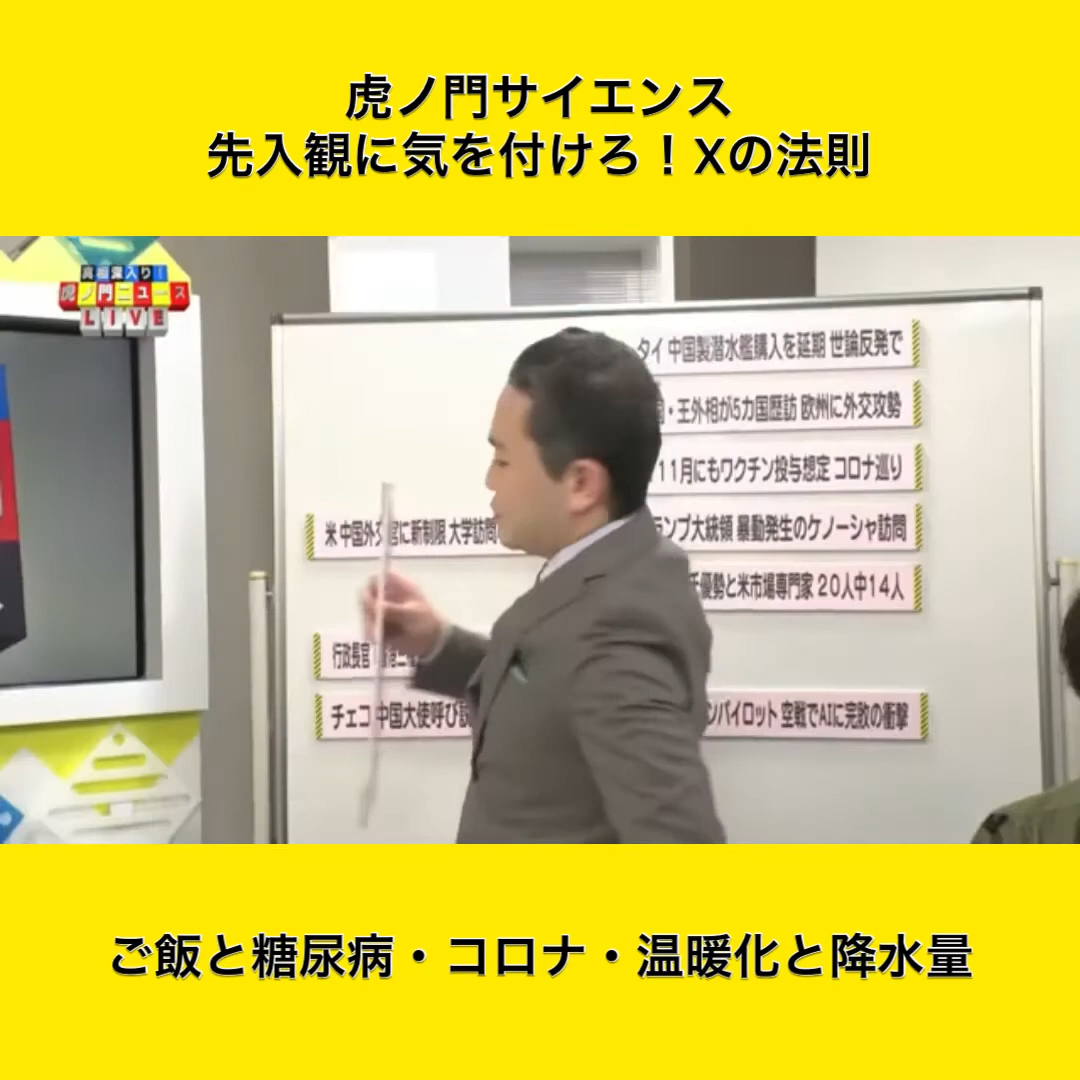 虎ノ門サイエンス
先入観に気を付けろ！Xの法則
真相深入り！
虎ノ門ニュース
LIVE
タイ 中国製潜水艦購入を延期 世論反発で
・王外相が5カ国歴訪 欧州に外交攻勢
11月にもワクチン投与想定 コロナ巡り
ランプ大統領 暴動発生のケノーシャ訪問
優勢と米市場専門家 20人中14人
ンパイロット 空戦でAIに完敗の衝撃
米 中国外交官に新制限 大学訪問
行政長官
チェコ 中国大使呼び
ご飯と糖尿病・コロナ・温暖化と降水量